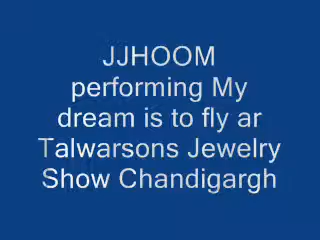 JJHOOM
performing My
dream is to fly ar
Talwarsons Jewelry
Show Chandigargh